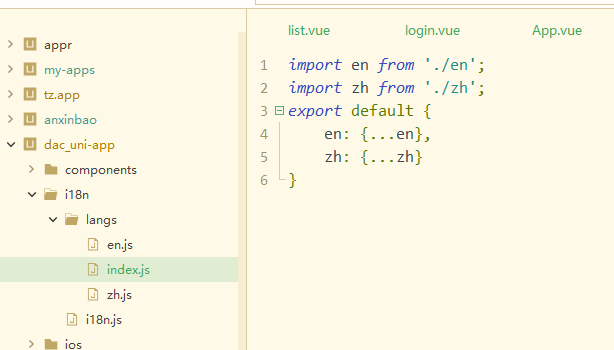 list.vue login.vue App.vue
appr
my-apps
tz.app
anxinbao
dac_uni-app
components
i18n
langs
en.js
index.js
zh.js
i18n.js
ios
1 import en from './en';
2 import zh from './zh';
3 export default {
4 en: {...en},
5 zh: {...zh}
6 }